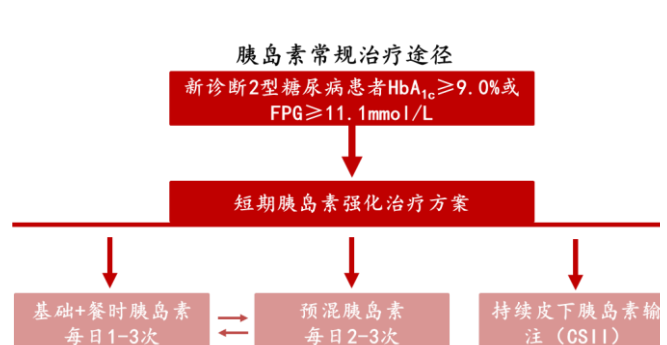 胰岛素常规治疗途径
新诊断2型糖尿病患者HbA1c≥9.0%或
FPG≥11.1mmol/L
短期胰岛素强化治疗方案
基础+餐时胰岛素
每日1-3次
预混胰岛素
每日2-3次
持续皮下胰岛素输
注（CSII）